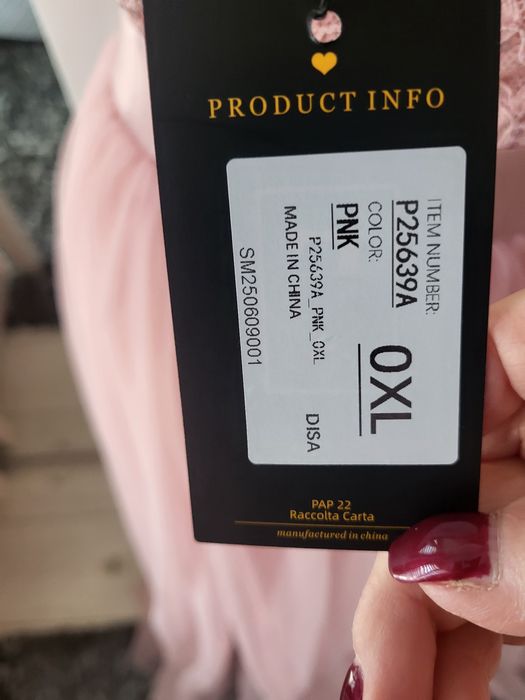 PRODUCT INFO
ITEM NUMBER:
P25639A
COLOR:
PNK
0XL
P25639A_PNK_0XL
MADE IN CHINA
DISA
SM250609001
PAP 22
Raccolta Carta
manufactured in china